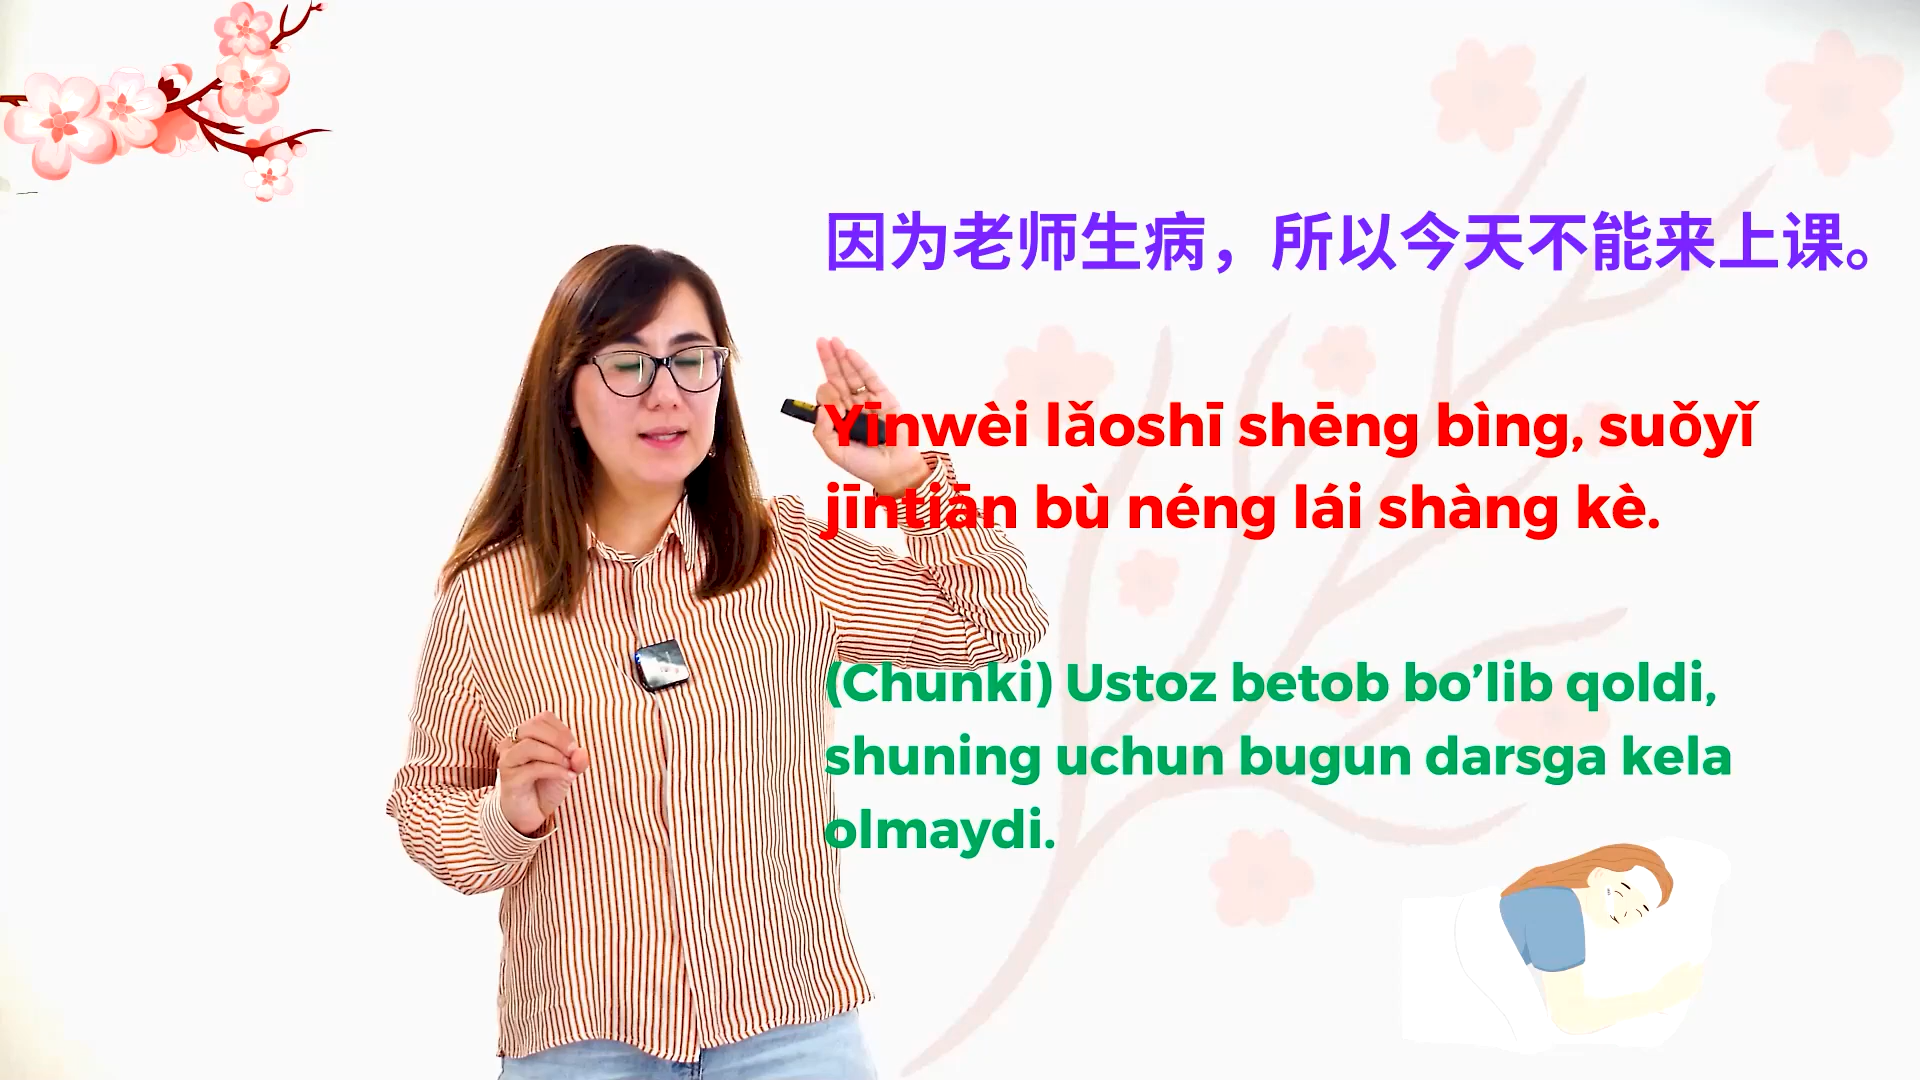 因为老师生病，所以今天不能来上课。
Yīnwèi lǎoshī shēng bìng, suǒyǐ
jīntiān bù néng lái shàng kè.
(Chunki) Ustoz betob bo’lib qoldi,
shuning uchun bugun darsga kela
olmaydi.